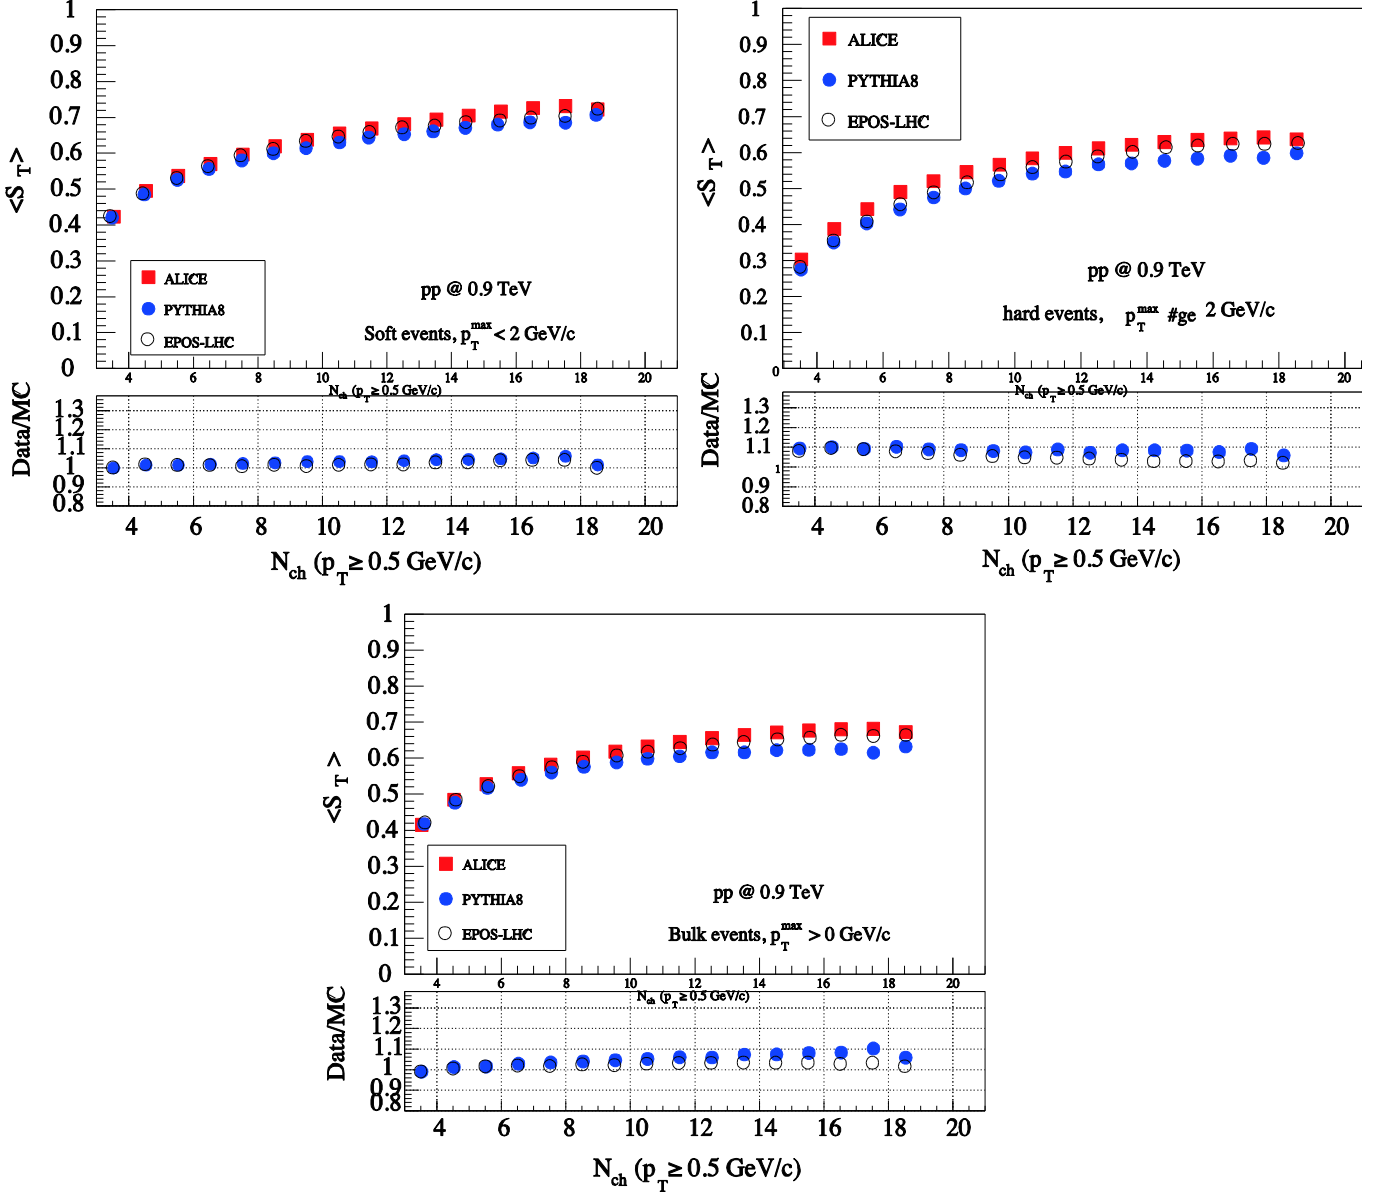 1
0.9
0.8
0.7
0.6
0.5
0.4
0.3
0.2
0.1
0
<S T >
ALICE
PYTHIA8
EPOS-LHC
pp @ 0.9 TeV
Soft events, p T max < 2 GeV/c
4 6 8 10 12 14 16 18 20
N ch (p T ≥ 0.5 GeV/c)
Data/MC
1.3
1.2
1.1
1
0.9
0.8
4 6 8 10 12 14 16 18 20
N ch (p T ≥ 0.5 GeV/c)
1
0.9
0.8
0.7
0.6
0.5
0.4
0.3
0.2
0.1
0
<S T >
ALICE
PYTHIA8
EPOS-LHC
pp @ 0.9 TeV
hard events, p T max #ge 2 GeV/c
4 6 8 10 12 14 16 18 20
N ch (p T ≥ 0.5 GeV/c)
Data/MC
1.3
1.2
1.1
1
0.9
0.8
4 6 8 10 12 14 16 18 20
N ch (p T ≥ 0.5 GeV/c)
1
0.9
0.8
0.7
0.6
0.5
0.4
0.3
0.2
0.1
0
<S T >
ALICE
PYTHIA8
EPOS-LHC
pp @ 0.9 TeV
Bulk events, p T max > 0 GeV/c
4 6 8 10 12 14 16 18 20
N ch (p T ≥ 0.5 GeV/c)
Data/MC
1.3
1.2
1.1
1
0.9
0.8
4 6 8 10 12 14 16 18 20
N ch (p T ≥ 0.5 GeV/c)